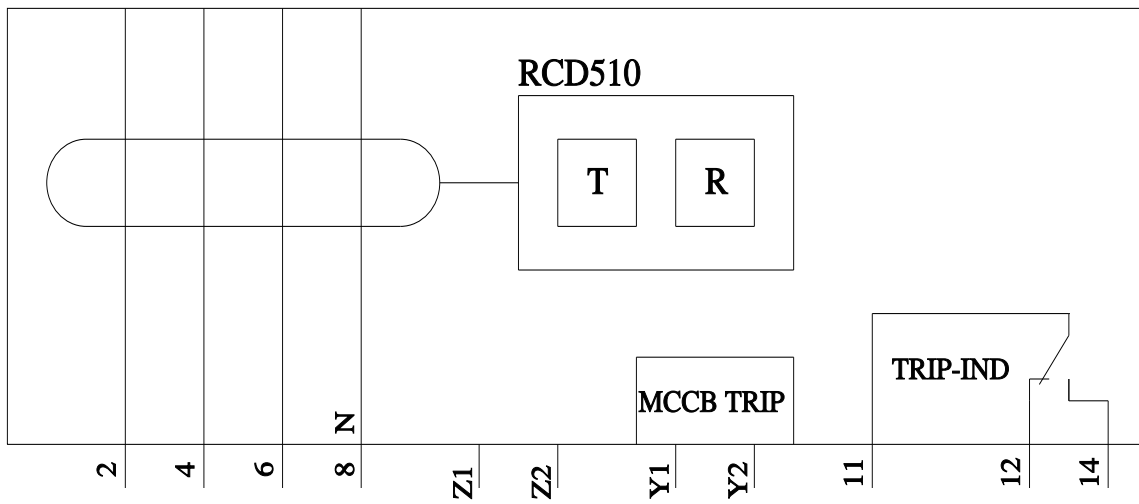 RCD510
T R
TRIP-IND
MCCB TRIP
N
2 4 6 8 Z1 Z2 Y1 Y2 11 12 14